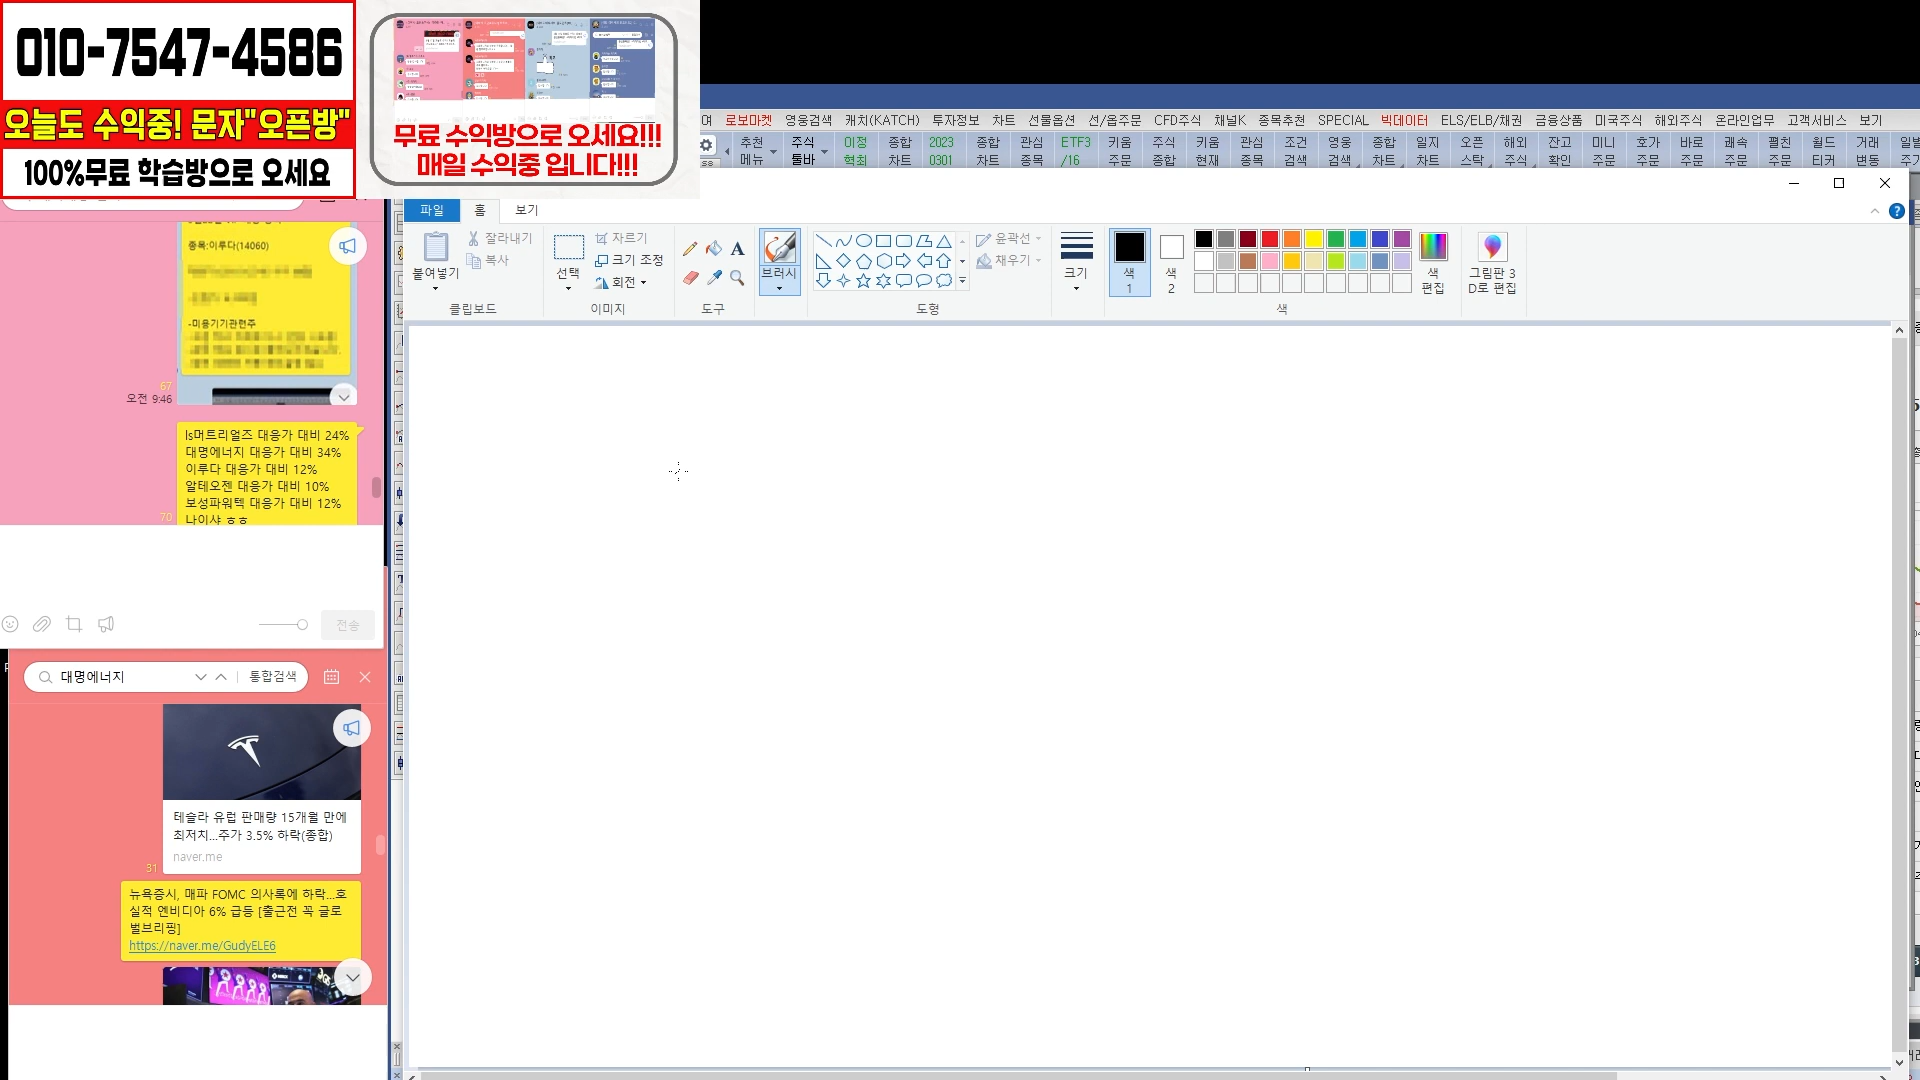 010-7547-4586
오늘도 수익중! 문자"오픈방"
100%무료 학습방으로 오세요
무료 수익방으로 오세요!!!
매일 수익중 입니다!!!
며 로보마켓 영웅검색 캐치(KATCH) 투자정보 차트 선물옵션 선/옵주문 CFD주식 채널K 종목추천 SPECIAL 빅데이터 ELS/ELB/채권 금융상품 미국주식 해외주식 온라인업무 고객서비스 보기
추천 주식 이정 종합 2023 종합 관심 ETF3 키움 주식 키움 관심 조건 영웅 종합 일지 오픈 해외 잔고 미니 호가 바로 쾌속 펼친 월드 거래 일별
메뉴 툴바 혁최 차트 0301 차트 종목 /16 주문 종합 현재 종목 검색 검색 차트 차트 스탁 주식 확인 주문 주문 주문 주문 주문 티커 변동 주가
파일 홈 보기
붙여넣기
잘라내기
복사
클립보드
선택
자르기
크기 조정
회전
이미지
도구
브러시
윤곽선
채우기
도형
크기
색
1
색
2
색
편집
색
그림판 3
D로 편집
종목:이루다(14060)
-미용기기관련주
67
오전 9:46
ls머트리얼즈 대응가 대비 24%
대명에너지 대응가 대비 34%
이루다 대응가 대비 12%
알테오젠 대응가 대비 10%
보성파워텍 대응가 대비 12%
나이샤 ㅎㅎ
70
전송
대명에너지
통합검색
테슬라 유럽 판매량 15개월 만에
최저치...주가 3.5% 하락(종합)
naver.me
31
뉴욕증시, 매파 FOMC 의사록에 하락...호
실적 엔비디아 6% 급등 [출근전 꼭 글로
벌브리핑]
https://naver.me/GudyELE6